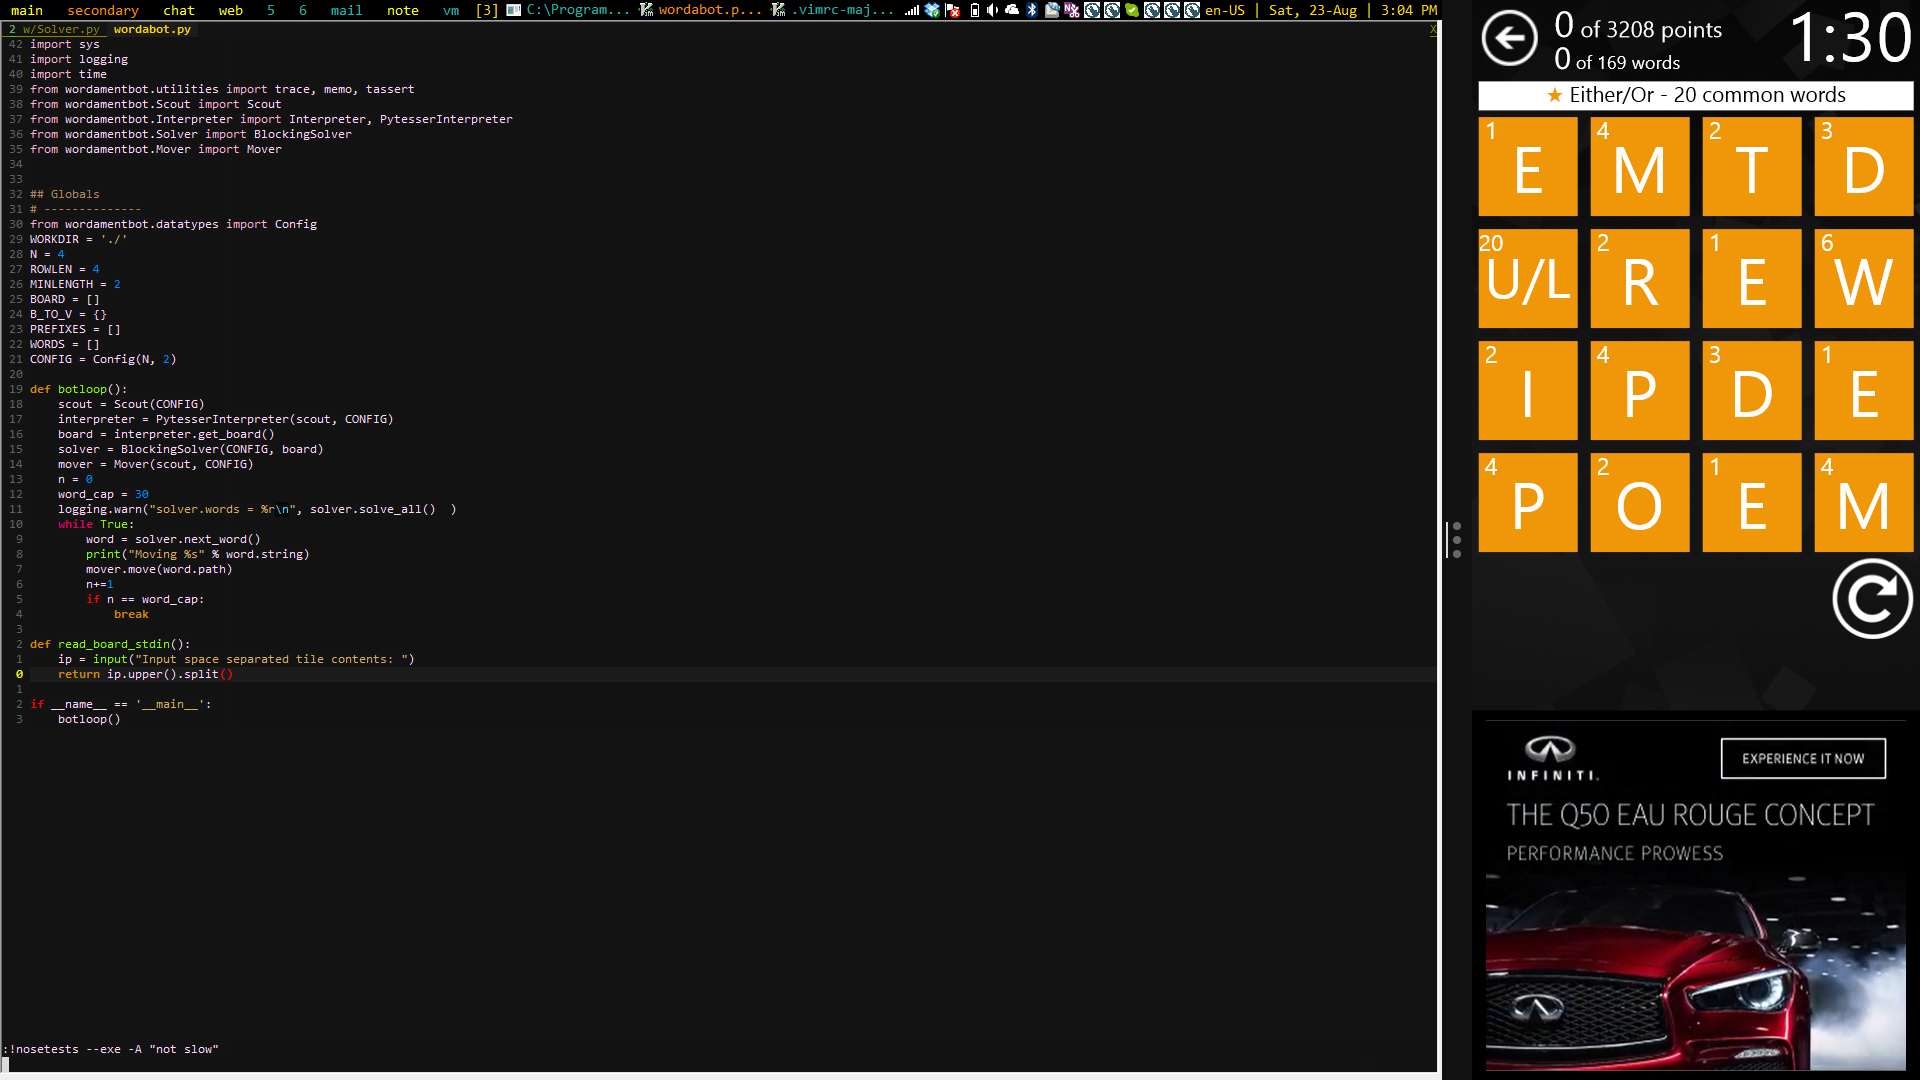 main secondary chat web 5 6 mail note vm [3] C:\Program... wordabot.p... .vimrc-maj... en-US | Sat, 23-Aug | 3:04 PM
2 w/Solver.py wordabot.py X
42 import sys
41 import logging
40 import time
39 from wordamentbot.utilities import trace, memo, tassert
38 from wordamentbot.Scout import Scout
37 from wordamentbot.Interpreter import Interpreter, PytesserInterpreter
36 from wordamentbot.Solver import BlockingSolver
35 from wordamentbot.Mover import Mover
34
33
32 ## Globals
31 # --------------
30 from wordamentbot.datatypes import Config
29 WORKDIR = './'
28 N = 4
27 ROWLEN = 4
26 MINLENGTH = 2
25 BOARD = []
24 B_TO_V = {}
23 PREFIXES = []
22 WORDS = []
21 CONFIG = Config(N, 2)
20
19 def botloop():
18     scout = Scout(CONFIG)
17     interpreter = PytesserInterpreter(scout, CONFIG)
16     board = interpreter.get_board()
15     solver = BlockingSolver(CONFIG, board)
14     mover = Mover(scout, CONFIG)
13     n = 0
12     word_cap = 30
11     logging.warn("solver.words = %r\n", solver.solve_all()  )
10     while True:
9         word = solver.next_word()
8         print("Moving %s" % word.string)
7         mover.move(word.path)
6         n+=1
5         if n == word_cap:
4             break
3
2 def read_board_stdin():
1     ip = input("Input space separated tile contents: ")
0     return ip.upper().split()
1
2 if __name__ == '__main__':
3     botloop()
:!nosetests --exe -A "not slow"
0 of 3208 points
0 of 169 words
1:30
★ Either/Or - 20 common words
1 E 4 M 2 T 3 D
20 U/L 2 R 1 E 6 W
2 I 4 P 3 D 1 E
4 P 2 O 1 E 4 M
INFINITI.
EXPERIENCE IT NOW
THE Q50 EAU ROUGE CONCEPT
PERFORMANCE PROWESS